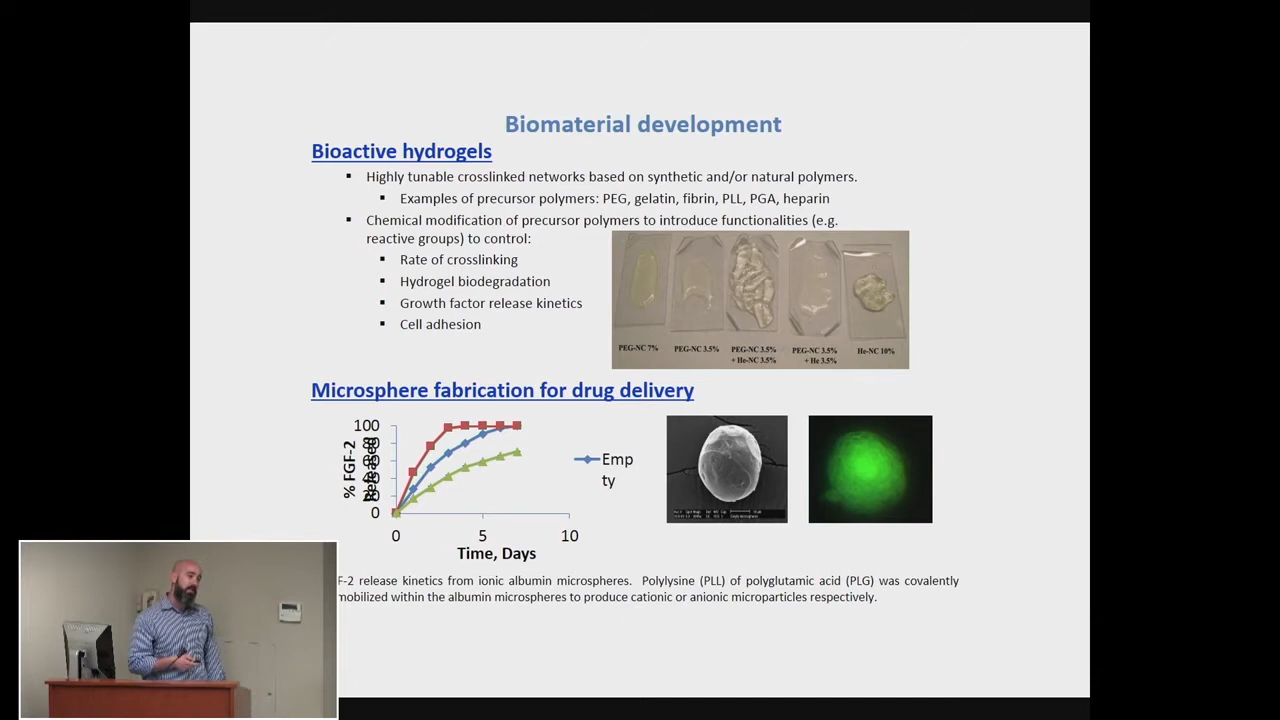 Biomaterial development
Bioactive hydrogels
Highly tunable crosslinked networks based on synthetic and/or natural polymers.
Examples of precursor polymers: PEG, gelatin, fibrin, PLL, PGA, heparin
Chemical modification of precursor polymers to introduce functionalities (e.g.
reactive groups) to control:
Rate of crosslinking
Hydrogel biodegradation
Growth factor release kinetics
Cell adhesion
PEG-NC 7%
PEG-NC 3.5%
PEG-NC 3.5%
+ He-NC 3.5%
PEG-NC 3.5%
+ He 3.5%
He-NC 10%
Microsphere fabrication for drug delivery
% FGF-2
100
0
0
5
10
Time, Days
Emp
ty
F-2 release kinetics from ionic albumin microspheres. Polylysine (PLL) of polyglutamic acid (PLG) was covalently
mobilized within the albumin microspheres to produce cationic or anionic microparticles respectively.